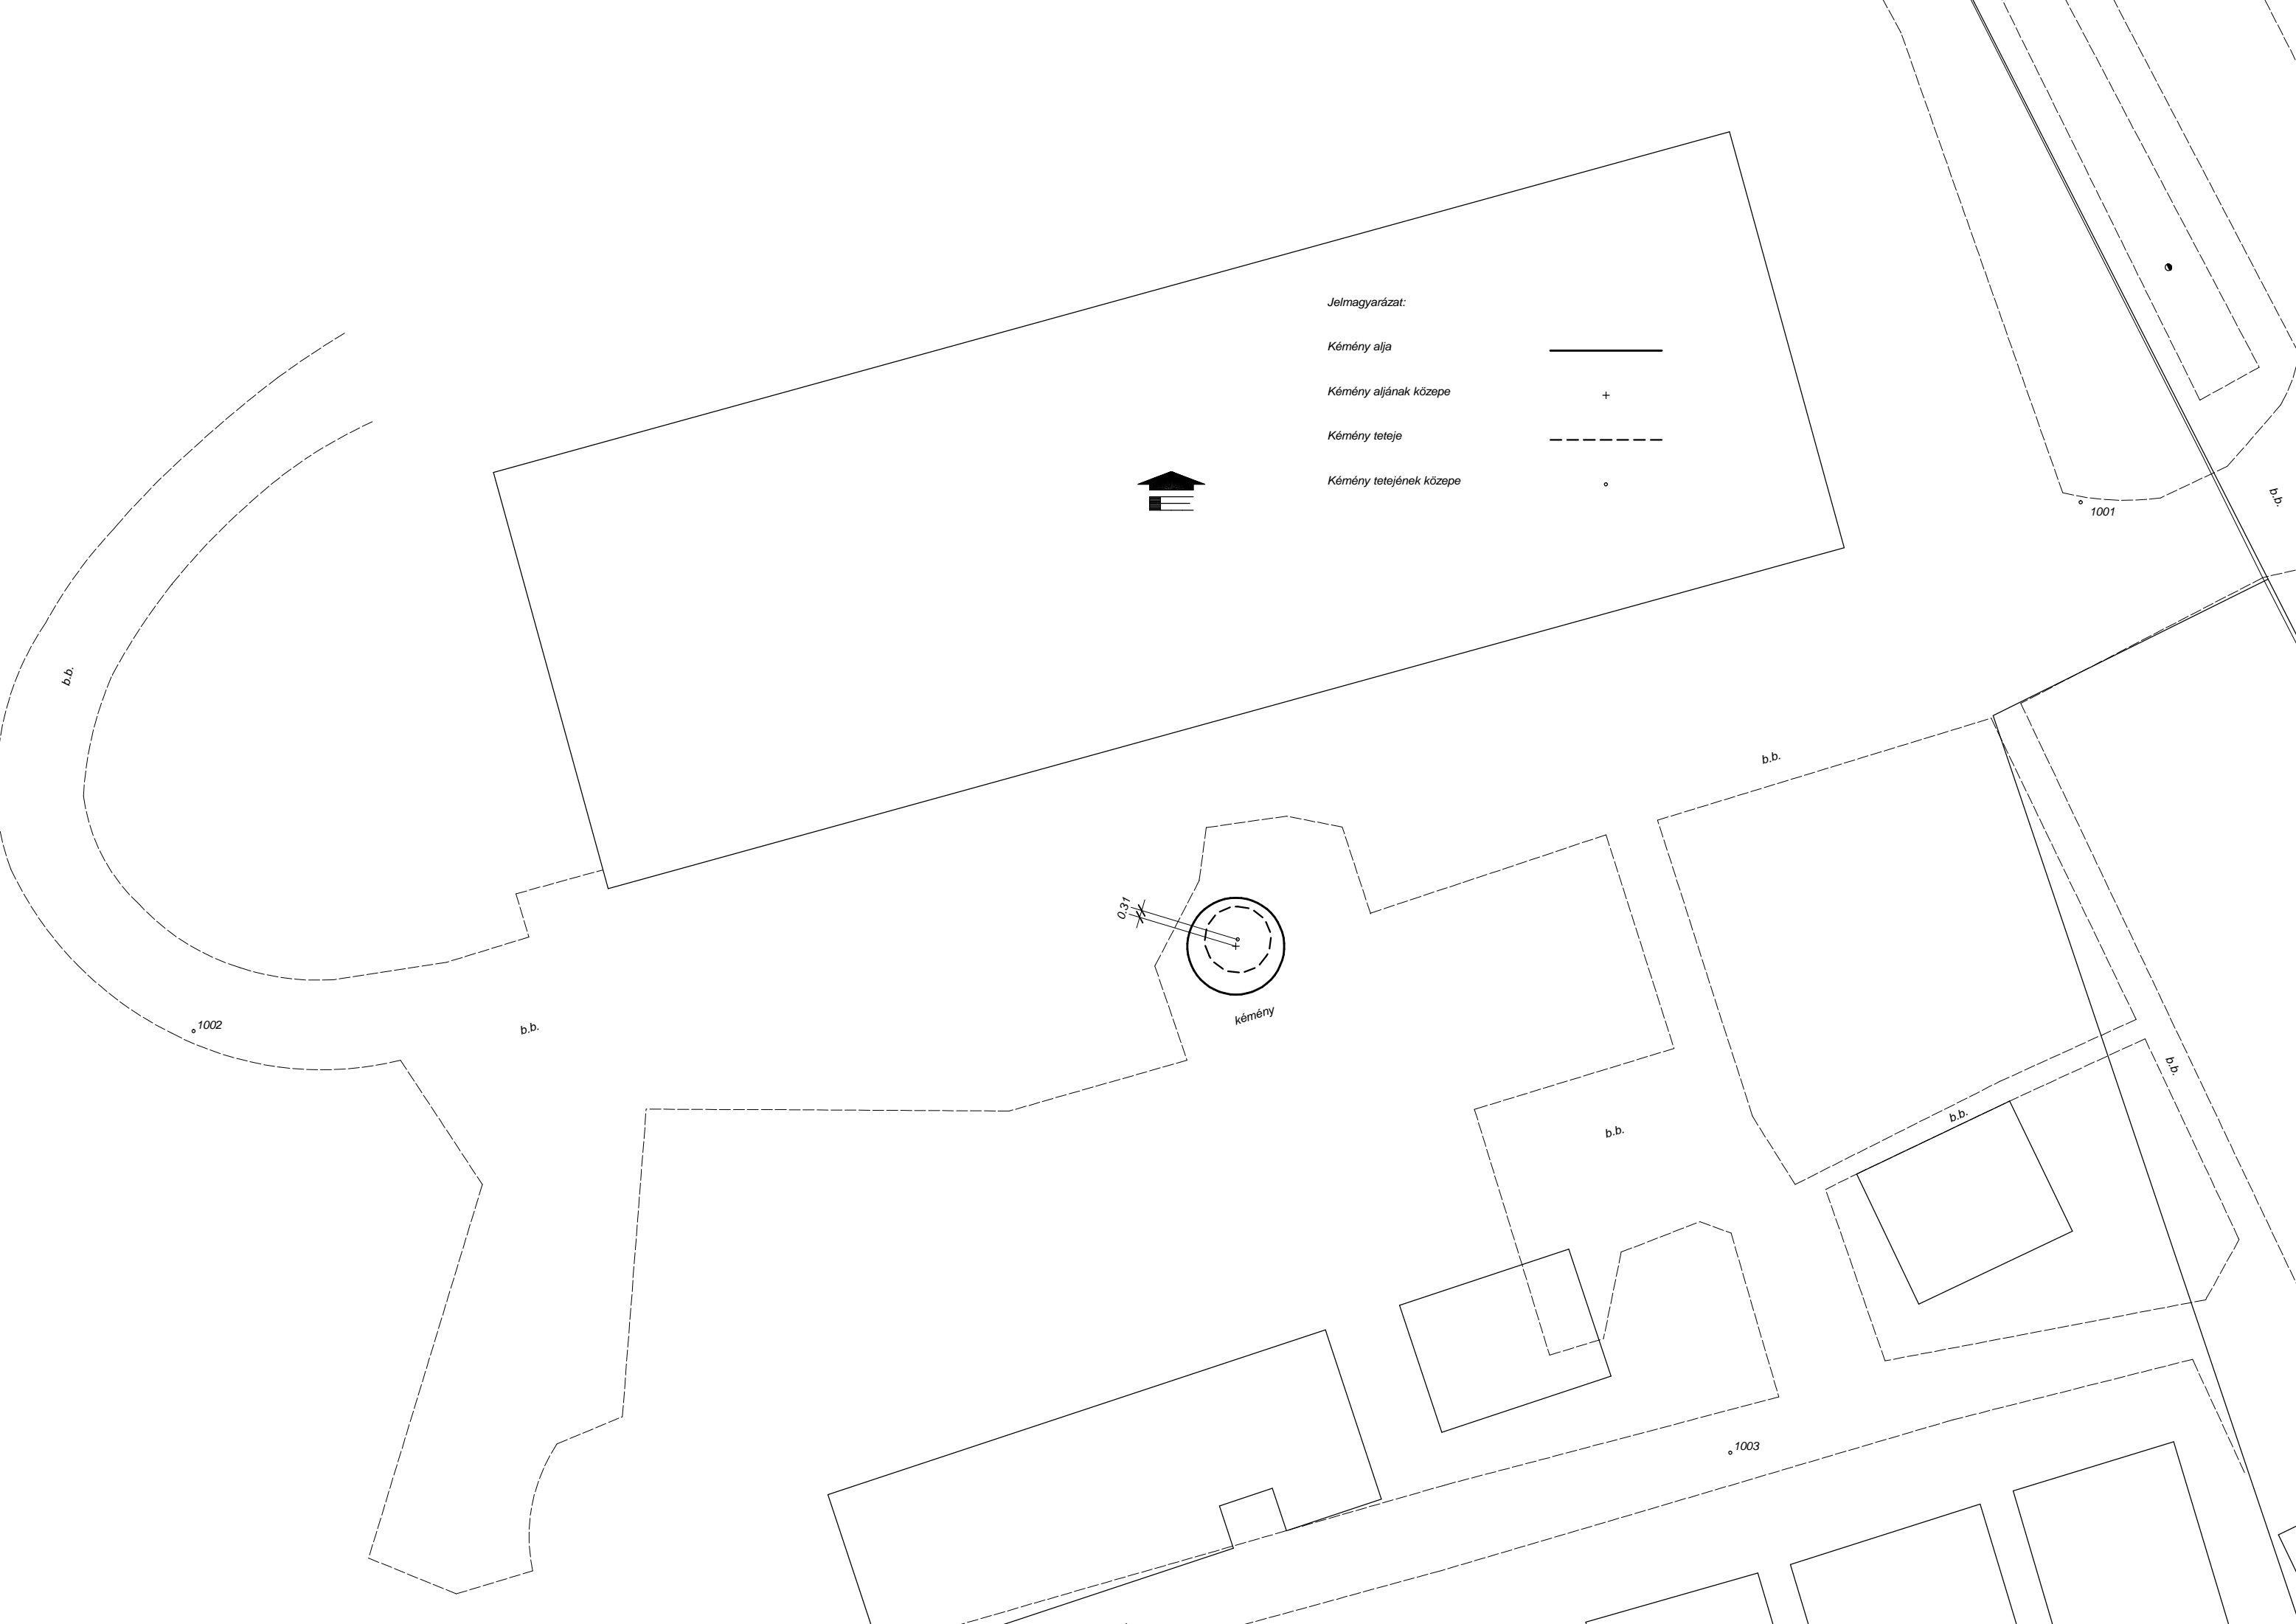 Jelmagyarázat:
Kémény alja
Kémény aljának közepe
Kémény teteje
Kémény tetejének közepe
1001
b.b.
b.b.
b.b.
0.31
kémény
1002
b.b.
b.b.
b.b.
b.b.
1003